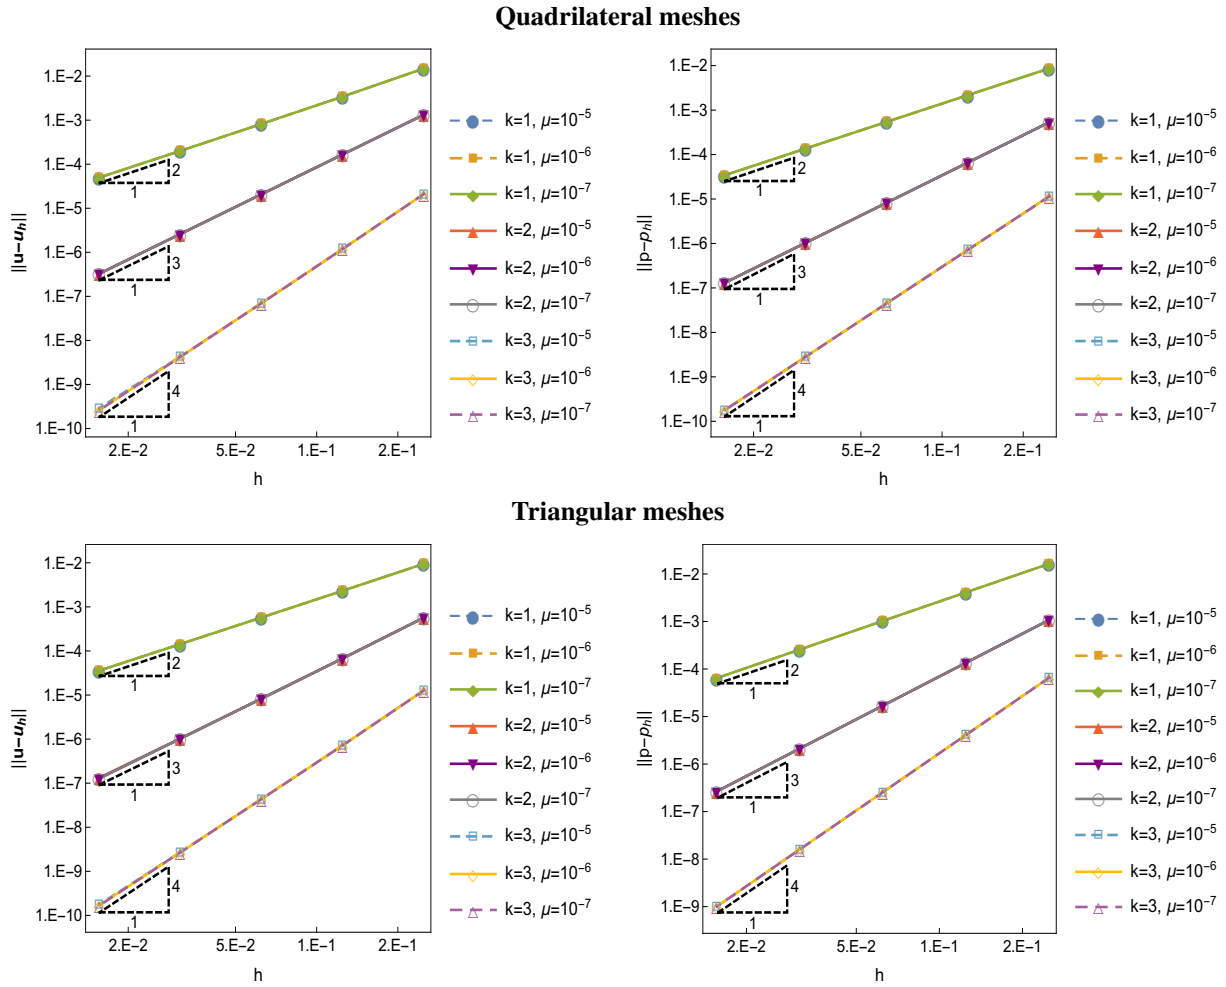 Quadrilateral meshes
||u−u_h||
1.E−2
1.E−3
1.E−4
1.E−5
1.E−6
1.E−7
1.E−8
1.E−9
1.E−10
2
1
3
1
4
1
2.E−2
5.E−2
1.E−1
2.E−1
h
k=1, μ=10⁻⁵
k=1, μ=10⁻⁶
k=1, μ=10⁻⁷
k=2, μ=10⁻⁵
k=2, μ=10⁻⁶
k=2, μ=10⁻⁷
k=3, μ=10⁻⁵
k=3, μ=10⁻⁶
k=3, μ=10⁻⁷
||p−p_h||
1.E−2
1.E−3
1.E−4
1.E−5
1.E−6
1.E−7
1.E−8
1.E−9
1.E−10
2
1
3
1
4
1
2.E−2
5.E−2
1.E−1
2.E−1
h
k=1, μ=10⁻⁵
k=1, μ=10⁻⁶
k=1, μ=10⁻⁷
k=2, μ=10⁻⁵
k=2, μ=10⁻⁶
k=2, μ=10⁻⁷
k=3, μ=10⁻⁵
k=3, μ=10⁻⁶
k=3, μ=10⁻⁷
Triangular meshes
||u−u_h||
1.E−2
1.E−3
1.E−4
1.E−5
1.E−6
1.E−7
1.E−8
1.E−9
1.E−10
2
1
3
1
4
1
2.E−2
5.E−2
1.E−1
2.E−1
h
k=1, μ=10⁻⁵
k=1, μ=10⁻⁶
k=1, μ=10⁻⁷
k=2, μ=10⁻⁵
k=2, μ=10⁻⁶
k=2, μ=10⁻⁷
k=3, μ=10⁻⁵
k=3, μ=10⁻⁶
k=3, μ=10⁻⁷
||p−p_h||
1.E−2
1.E−3
1.E−4
1.E−5
1.E−6
1.E−7
1.E−8
1.E−9
2
1
3
1
4
1
2.E−2
5.E−2
1.E−1
2.E−1
h
k=1, μ=10⁻⁵
k=1, μ=10⁻⁶
k=1, μ=10⁻⁷
k=2, μ=10⁻⁵
k=2, μ=10⁻⁶
k=2, μ=10⁻⁷
k=3, μ=10⁻⁵
k=3, μ=10⁻⁶
k=3, μ=10⁻⁷